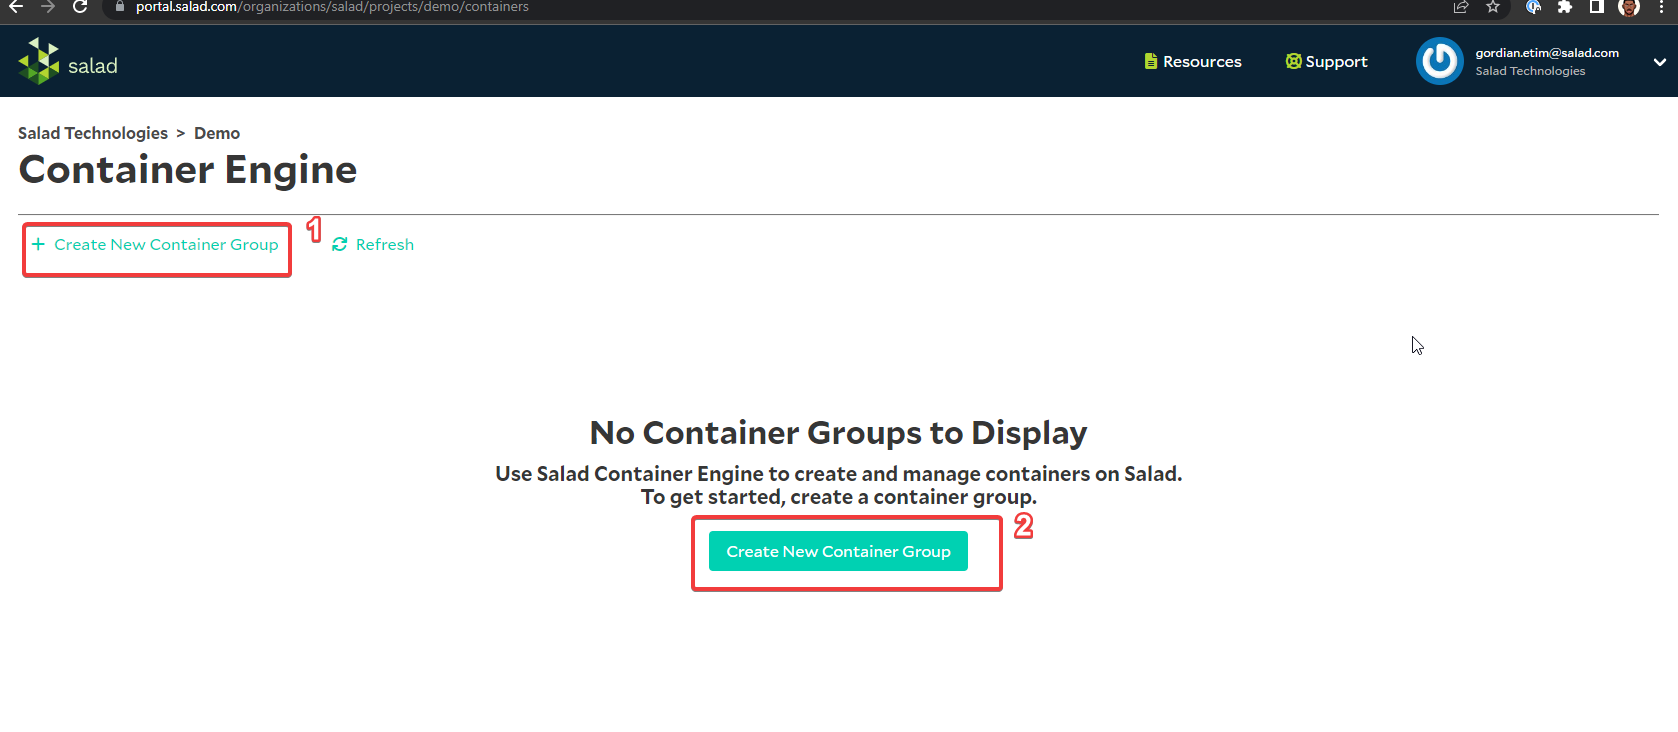 portal.salad.com/organizations/salad/projects/demo/containers
salad
Resources
Support
gordian.etim@salad.com
Salad Technologies
Salad Technologies > Demo
Container Engine
+ Create New Container Group
1
Refresh
No Container Groups to Display
Use Salad Container Engine to create and manage containers on Salad.
To get started, create a container group.
Create New Container Group
2